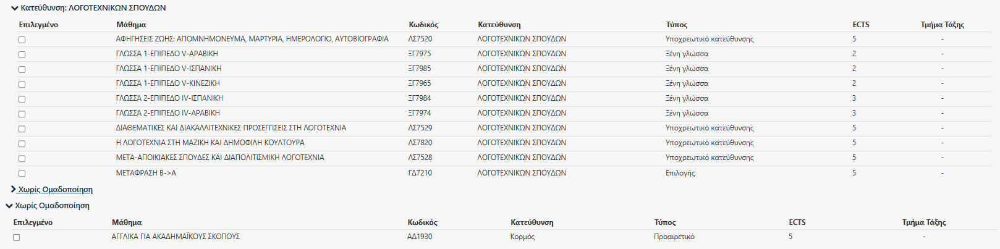 Κατεύθυνση: ΛΟΓΟΤΕΧΝΙΚΩΝ ΣΠΟΥΔΩΝ
Επιλεγμένο Μάθημα Κωδικός Κατεύθυνση Τύπος ECTS Τμήμα Τάξης
ΑΦΗΓΗΣΕΙΣ ΖΩΗΣ: ΑΠΟΜΝΗΜΟΝΕΥΜΑ, ΜΑΡΤΥΡΙΑ, ΗΜΕΡΟΛΟΓΙΟ, ΑΥΤΟΒΙΟΓΡΑΦΙΑ ΛΣ7520 ΛΟΓΟΤΕΧΝΙΚΩΝ ΣΠΟΥΔΩΝ Υποχρεωτικό κατεύθυνσης 5 -
ΓΛΩΣΣΑ 1-ΕΠΙΠΕΔΟ V-ΑΡΑΒΙΚΗ ΞΓ7975 ΛΟΓΟΤΕΧΝΙΚΩΝ ΣΠΟΥΔΩΝ Ξένη γλώσσα 2 -
ΓΛΩΣΣΑ 1-ΕΠΙΠΕΔΟ V-ΙΣΠΑΝΙΚΗ ΞΓ7985 ΛΟΓΟΤΕΧΝΙΚΩΝ ΣΠΟΥΔΩΝ Ξένη γλώσσα 2 -
ΓΛΩΣΣΑ 1-ΕΠΙΠΕΔΟ V-ΚΙΝΕΖΙΚΗ ΞΓ7965 ΛΟΓΟΤΕΧΝΙΚΩΝ ΣΠΟΥΔΩΝ Ξένη γλώσσα 2 -
ΓΛΩΣΣΑ 2-ΕΠΙΠΕΔΟ IV-ΙΣΠΑΝΙΚΗ ΞΓ7984 ΛΟΓΟΤΕΧΝΙΚΩΝ ΣΠΟΥΔΩΝ Ξένη γλώσσα 3 -
ΓΛΩΣΣΑ 2-ΕΠΙΠΕΔΟ IV-ΑΡΑΒΙΚΗ ΞΓ7974 ΛΟΓΟΤΕΧΝΙΚΩΝ ΣΠΟΥΔΩΝ Ξένη γλώσσα 3 -
ΔΙΑΘΕΜΑΤΙΚΕΣ ΚΑΙ ΔΙΑΚΑΛΛΙΤΕΧΝΙΚΕΣ ΠΡΟΣΕΓΓΙΣΕΙΣ ΣΤΗ ΛΟΓΟΤΕΧΝΙΑ ΛΣ7529 ΛΟΓΟΤΕΧΝΙΚΩΝ ΣΠΟΥΔΩΝ Υποχρεωτικό κατεύθυνσης 5 -
Η ΛΟΓΟΤΕΧΝΙΑ ΣΤΗ ΜΑΖΙΚΗ ΚΑΙ ΔΗΜΟΦΙΛΗ ΚΟΥΛΤΟΥΡΑ ΛΣ7820 ΛΟΓΟΤΕΧΝΙΚΩΝ ΣΠΟΥΔΩΝ Υποχρεωτικό κατεύθυνσης 5 -
ΜΕΤΑ-ΑΠΟΙΚΙΑΚΕΣ ΣΠΟΥΔΕΣ ΚΑΙ ΔΙΑΠΟΛΙΤΙΣΜΙΚΗ ΛΟΓΟΤΕΧΝΙΑ ΛΣ7528 ΛΟΓΟΤΕΧΝΙΚΩΝ ΣΠΟΥΔΩΝ Υποχρεωτικό κατεύθυνσης 5 -
ΜΕΤΑΦΡΑΣΗ Β->Α ΓΔ7210 ΛΟΓΟΤΕΧΝΙΚΩΝ ΣΠΟΥΔΩΝ Επιλογής 5 -
Χωρίς Ομαδοποίηση
Χωρίς Ομαδοποίηση
Επιλεγμένο Μάθημα Κωδικός Κατεύθυνση Τύπος ECTS Τμήμα Τάξης
ΑΓΓΛΙΚΑ ΓΙΑ ΑΚΑΔΗΜΑΪΚΟΥΣ ΣΚΟΠΟΥΣ ΑΔ1930 Κορμός Προαιρετικό 5 -